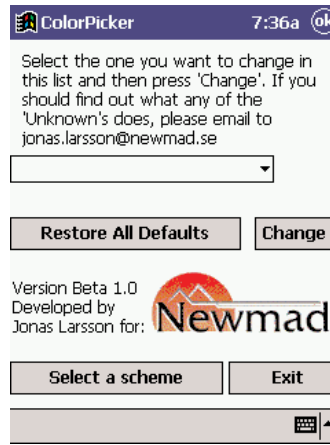 ColorPicker 7:36a ok
Select the one you want to change in
this list and then press 'Change'. If you
should find out what any of the
'Unknown's does, please email to
jonas.larsson@newmad.se
Restore All Defaults Change
Version Beta 1.0
Developed by
Jonas Larsson for:
Newmad
Select a scheme Exit